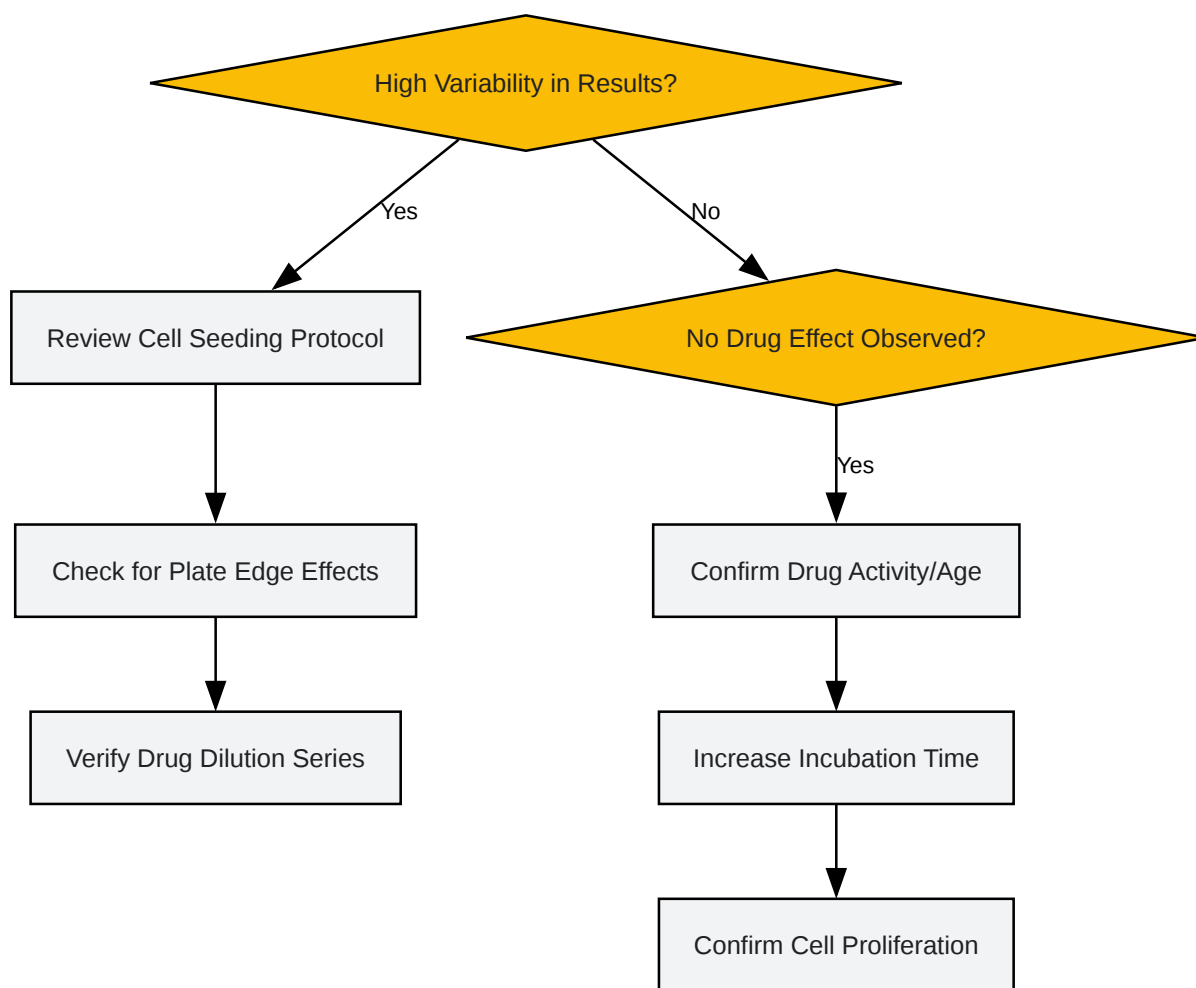 High Variability in Results?
Yes
No
Review Cell Seeding Protocol
No Drug Effect Observed?
Yes
Check for Plate Edge Effects
Confirm Drug Activity/Age
Verify Drug Dilution Series
Increase Incubation Time
Confirm Cell Proliferation